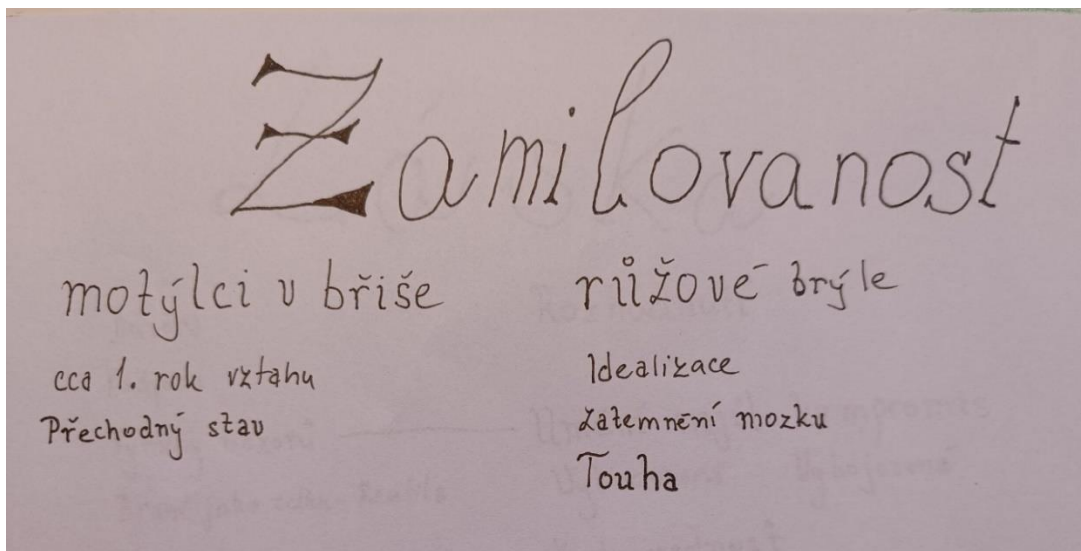 Zamilovanost
motýlci v břiše
růžové brýle
cca 1. rok vztahu
Idealizace
Přechodný stav
zatemnění mozku
Touha